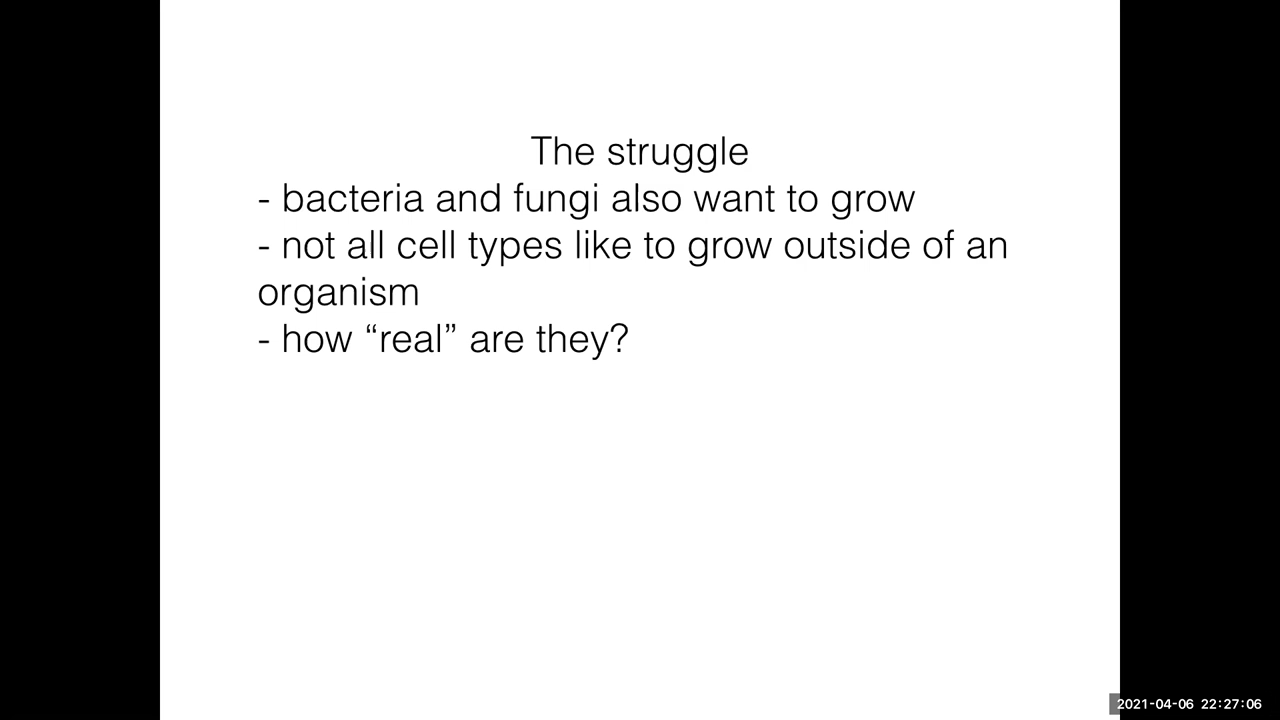 The struggle
- bacteria and fungi also want to grow
- not all cell types like to grow outside of an
organism
- how “real” are they?
2021-04-06 22:27:06